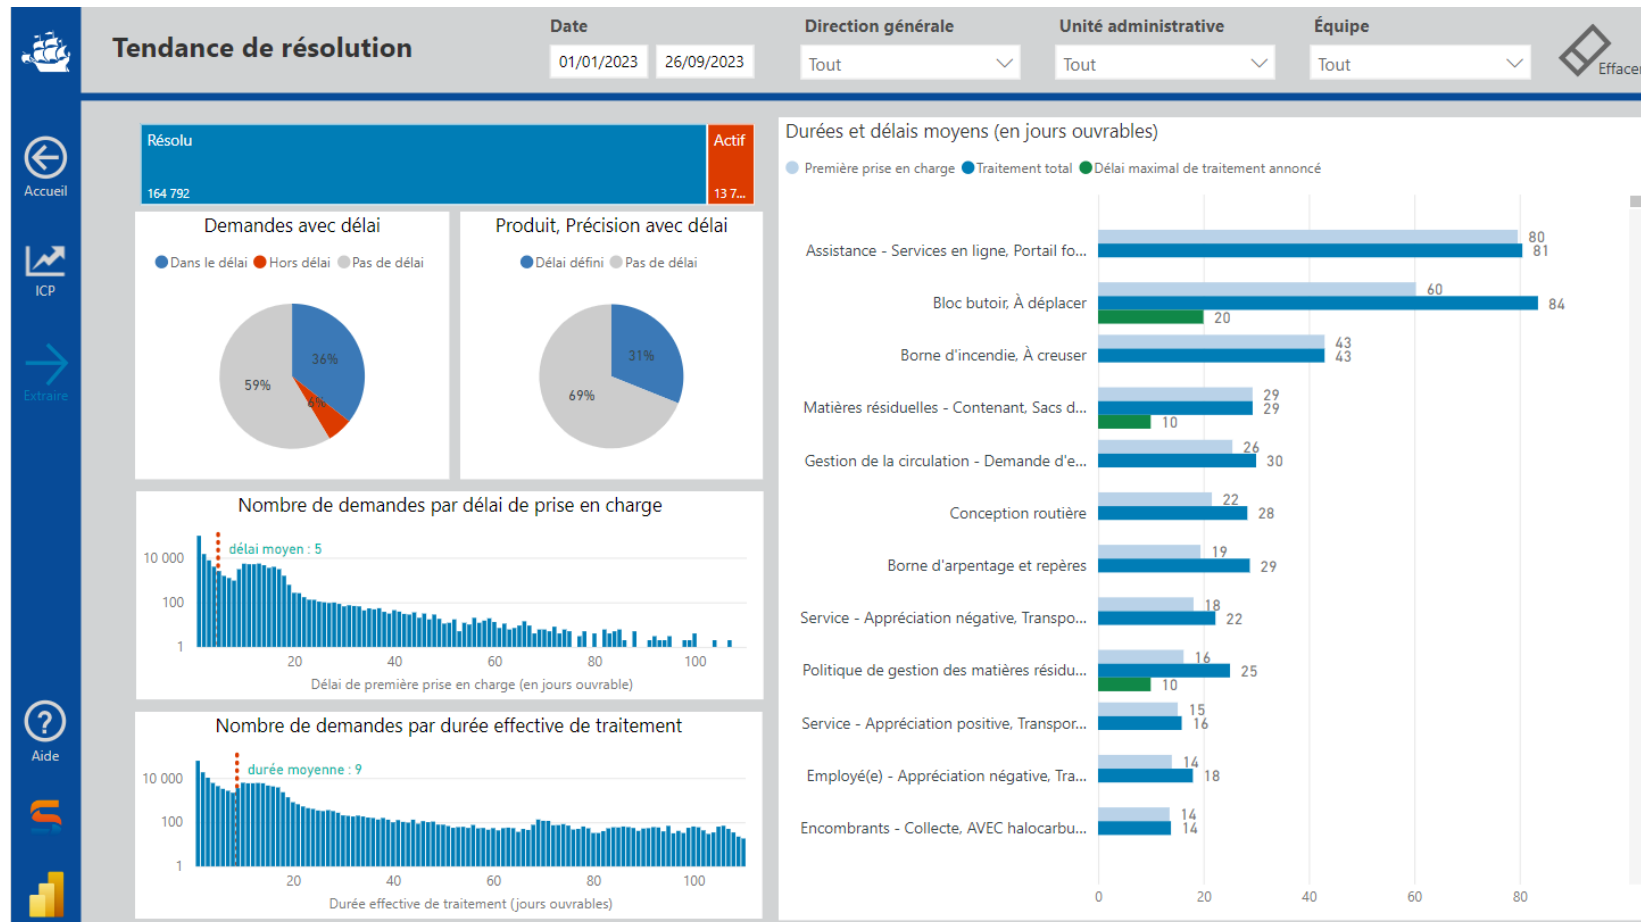 Tendance de résolution
Date
01/01/2023 26/09/2023
Direction générale
Tout
Unité administrative
Tout
Équipe
Tout
Effacer
Accueil
ICP
Extraire
Aide
Résolu
164 792
Actif
13 7...
Demandes avec délai
Dans le délai Hors délai Pas de délai
36%
59%
6%
Produit, Précision avec délai
Délai défini Pas de délai
31%
69%
Nombre de demandes par délai de prise en charge
délai moyen : 5
10 000
100
1
20 40 60 80 100
Délai de première prise en charge (en jours ouvrable)
Nombre de demandes par durée effective de traitement
durée moyenne : 9
10 000
100
1
20 40 60 80 100
Durée effective de traitement (jours ouvrables)
Durées et délais moyens (en jours ouvrables)
Première prise en charge Traitement total Délai maximal de traitement annoncé
Assistance - Services en ligne, Portail fo... 80 81
Bloc butoir, À déplacer 60 84 20
Borne d'incendie, À creuser 43 43
Matières résiduelles - Contenant, Sacs d... 29 29 10
Gestion de la circulation - Demande d'e... 26 30
Conception routière 22 28
Borne d'arpentage et repères 19 29
Service - Appréciation négative, Transpo... 18 22
Politique de gestion des matières résidu... 16 25 10
Service - Appréciation positive, Transpor... 15 16
Employé(e) - Appréciation négative, Tra... 14 18
Encombrants - Collecte, AVEC halocarbu... 14 14
0 20 40 60 80